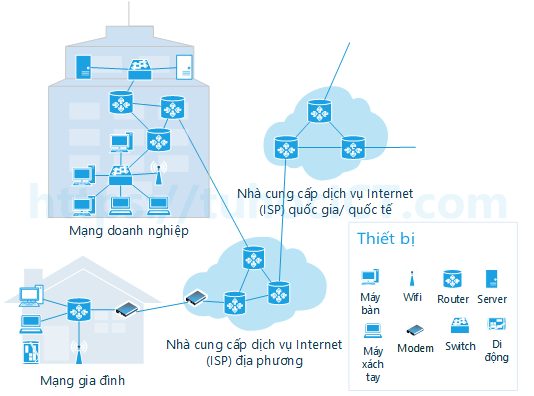 Nhà cung cấp dịch vụ Internet
(ISP) quốc gia/ quốc tế
Mạng doanh nghiệp
Nhà cung cấp dịch vụ Internet
(ISP) địa phương
Mạng gia đình
Thiết bị
Máy
bàn
Wifi
Router
Server
Máy
xách
tay
Modem
Switch
Di
động